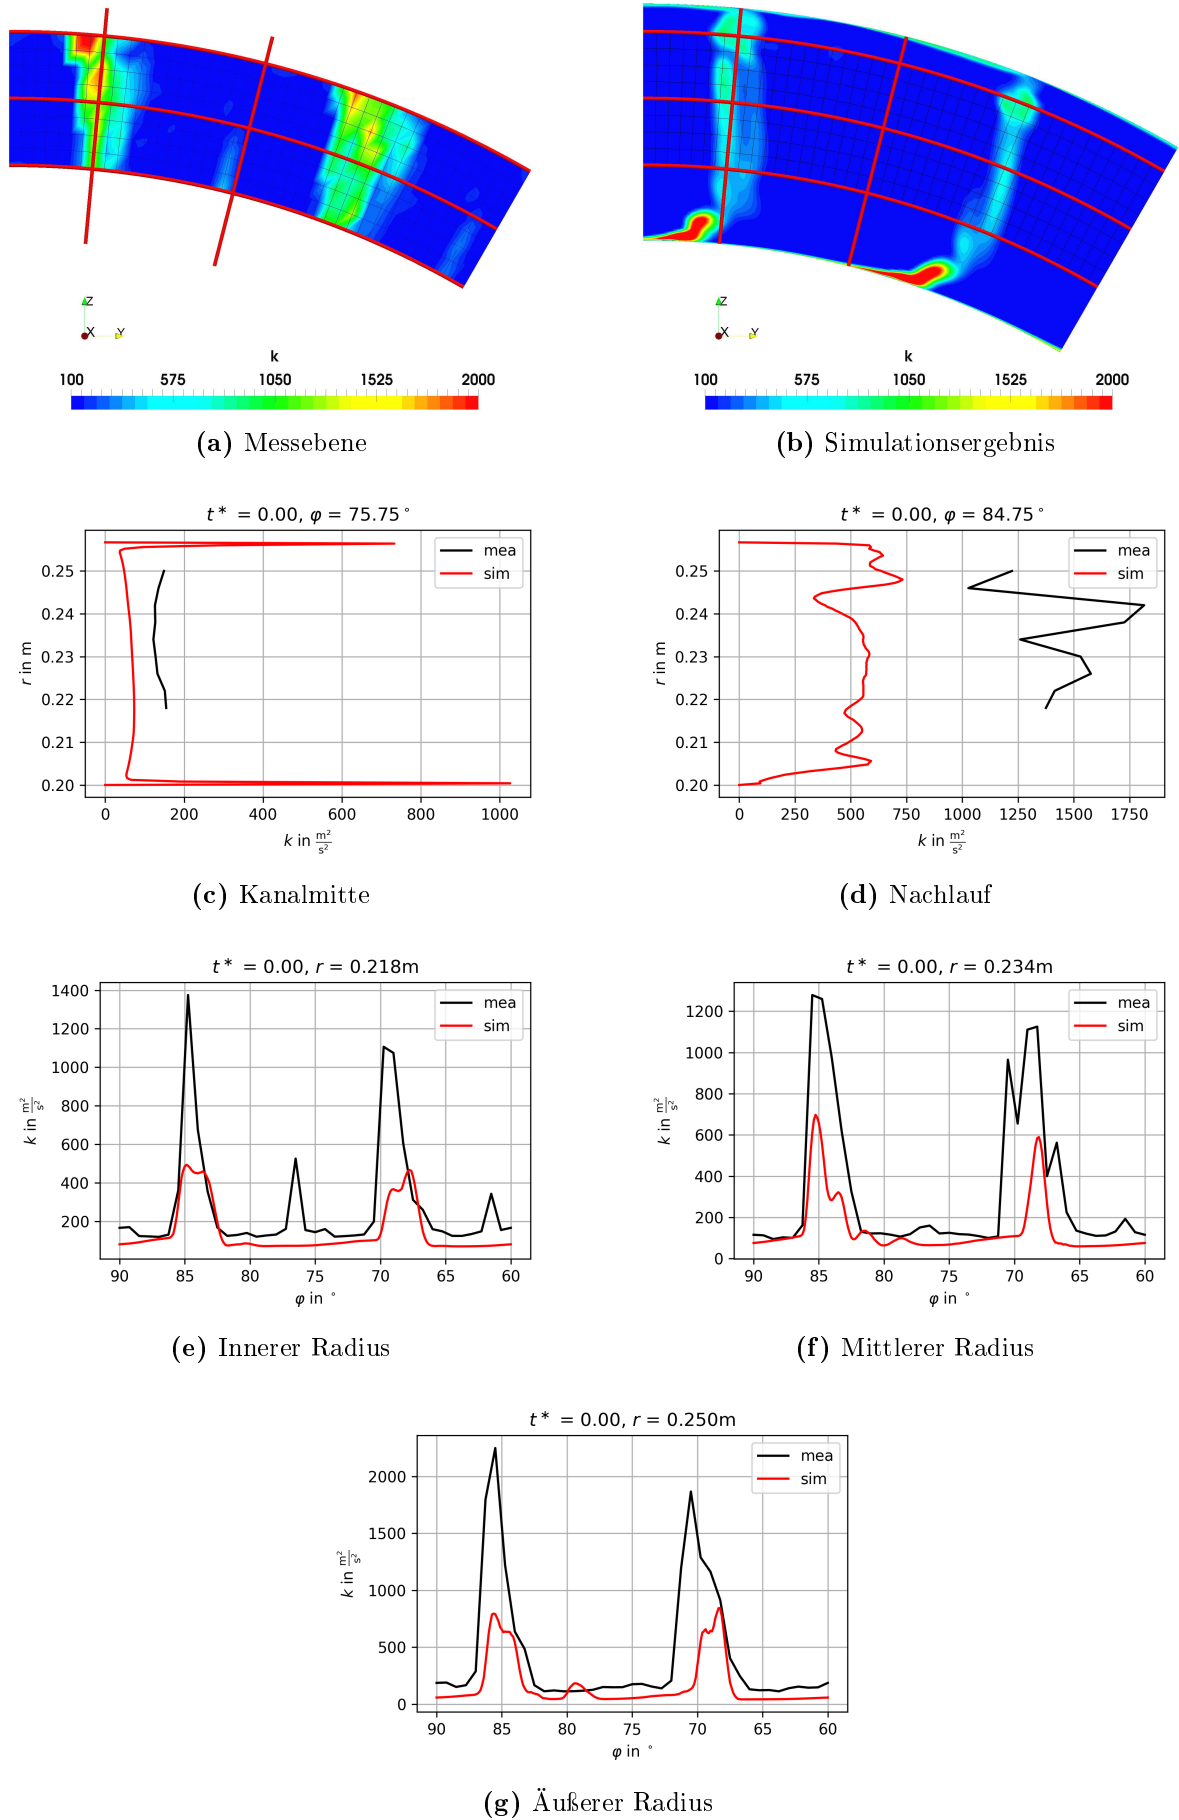 Z
X Y
k
100 575 1050 1525 2000
(a) Messebene
Z
X Y
k
100 575 1050 1525 2000
(b) Simulationsergebnis
t* = 0.00, φ = 75.75°
mea
sim
0.25
0.24
0.23
0.22
0.21
0.20
r in m
0 200 400 600 800 1000
k in m²/s²
(c) Kanalmitte
t* = 0.00, φ = 84.75°
mea
sim
0.25
0.24
0.23
0.22
0.21
0.20
r in m
0 250 500 750 1000 1250 1500 1750
k in m²/s²
(d) Nachlauf
t* = 0.00, r = 0.218m
mea
sim
1400
1200
1000
800
600
400
200
k in m²/s²
90 85 80 75 70 65 60
φ in °
(e) Innerer Radius
t* = 0.00, r = 0.234m
mea
sim
1200
1000
800
600
400
200
0
k in m²/s²
90 85 80 75 70 65 60
φ in °
(f) Mittlerer Radius
t* = 0.00, r = 0.250m
mea
sim
2000
1500
1000
500
0
k in m²/s²
90 85 80 75 70 65 60
φ in °
(g) Äußerer Radius